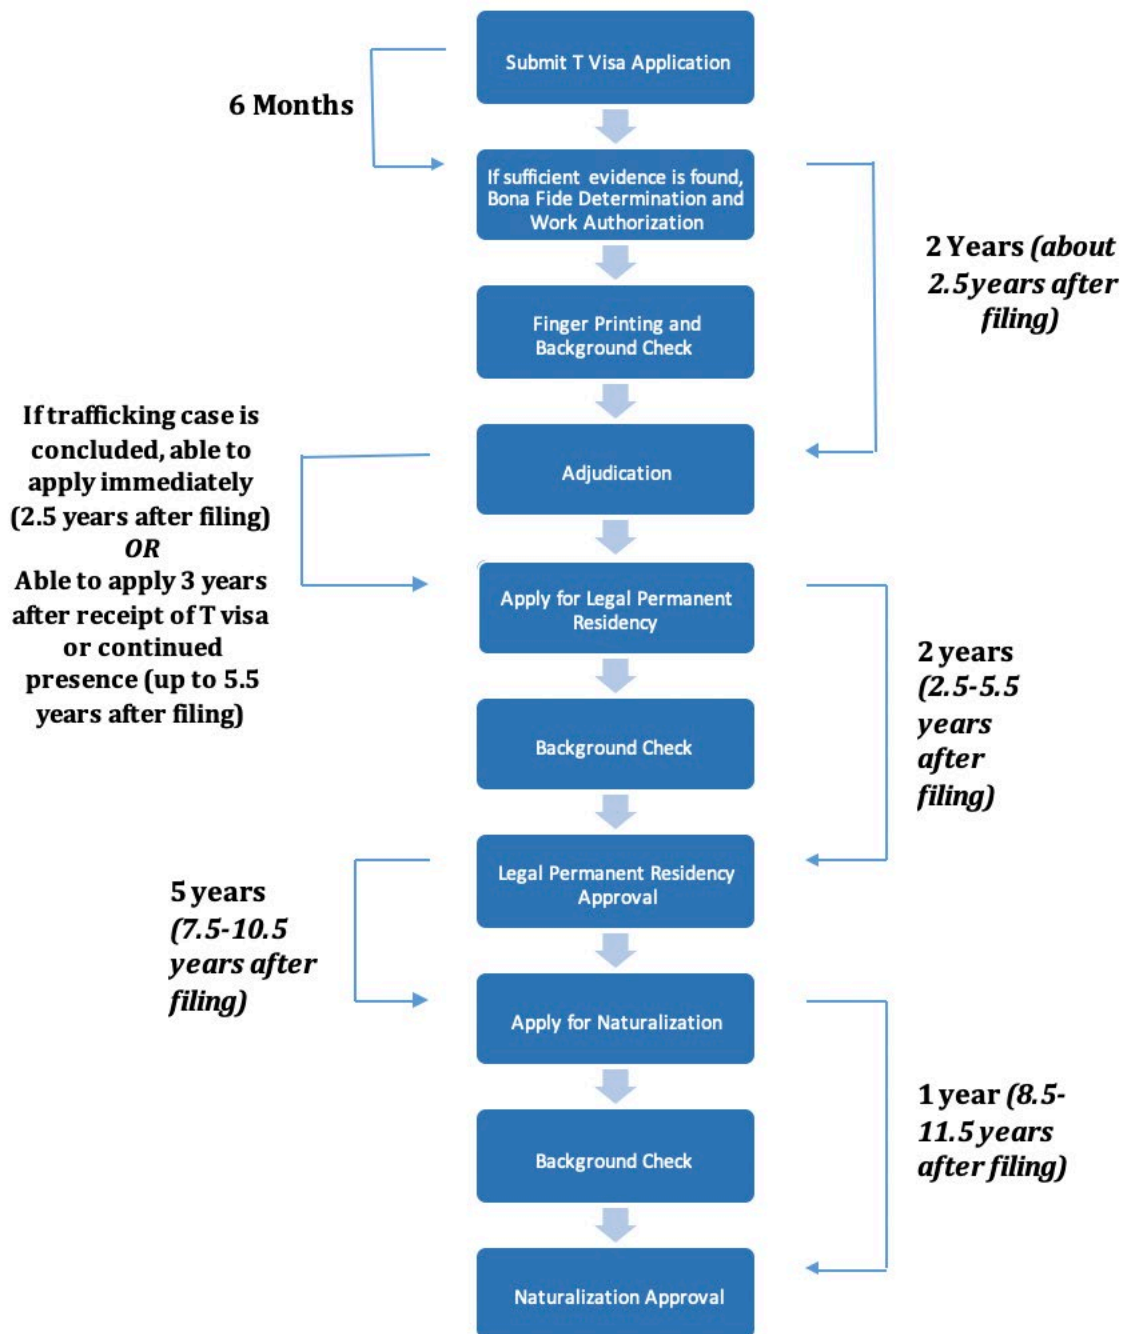 Submit T Visa Application
6 Months
If sufficient evidence is found,
Bona Fide Determination and
Work Authorization
2 Years (about
2.5 years after
filing)
Finger Printing and
Background Check
Adjudication
If trafficking case is
concluded, able to
apply immediately
(2.5 years after filing)
OR
Able to apply 3 years
after receipt of T visa
or continued
presence (up to 5.5
years after filing)
Apply for Legal Permanent
Residency
2 years
(2.5-5.5
years
after
filing)
Background Check
Legal Permanent Residency
Approval
5 years
(7.5-10.5
years after
filing)
Apply for Naturalization
1 year (8.5-
11.5 years
after filing)
Background Check
Naturalization Approval